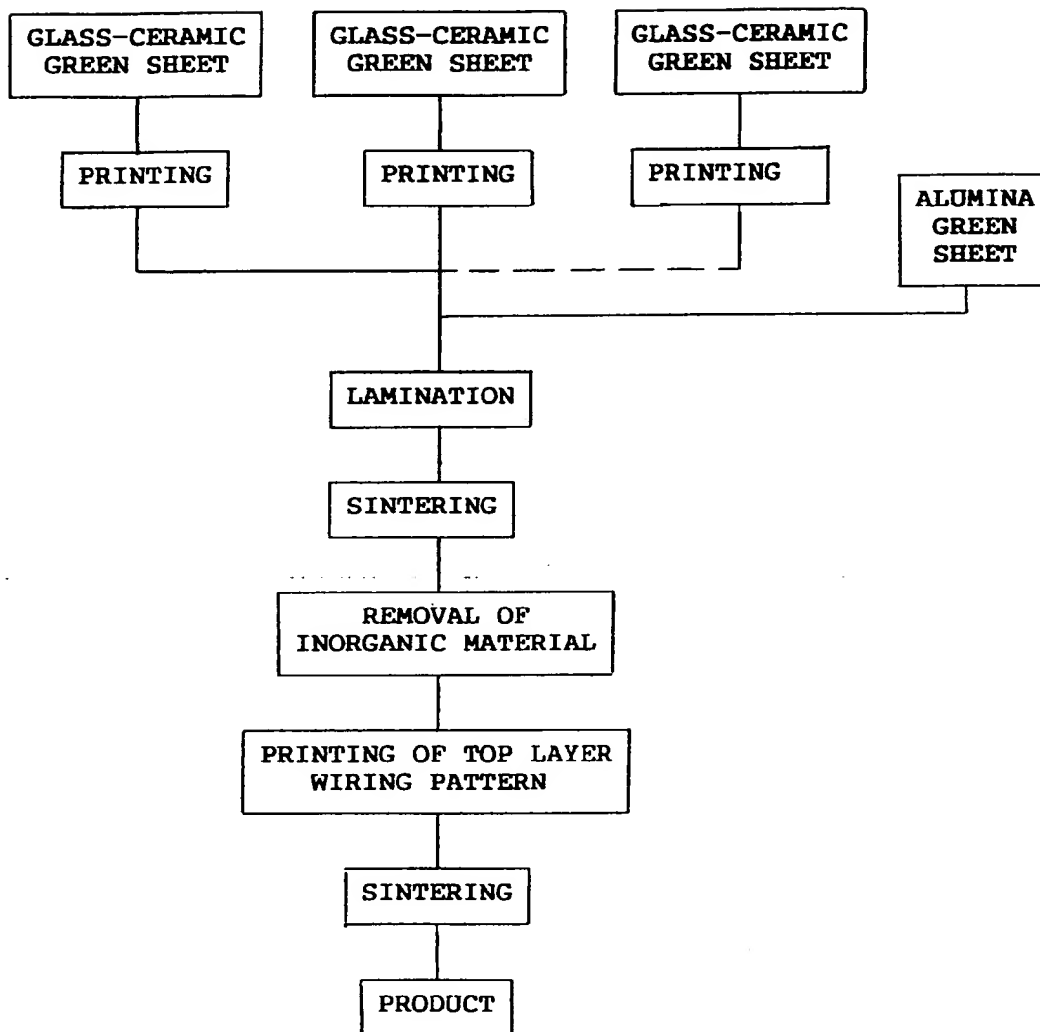 GLASS-CERAMIC
GREEN SHEET
GLASS-CERAMIC
GREEN SHEET
GLASS-CERAMIC
GREEN SHEET
PRINTING
PRINTING
PRINTING
ALUMINA
GREEN
SHEET
LAMINATION
SINTERING
REMOVAL OF
INORGANIC MATERIAL
PRINTING OF TOP LAYER
WIRING PATTERN
SINTERING
PRODUCT